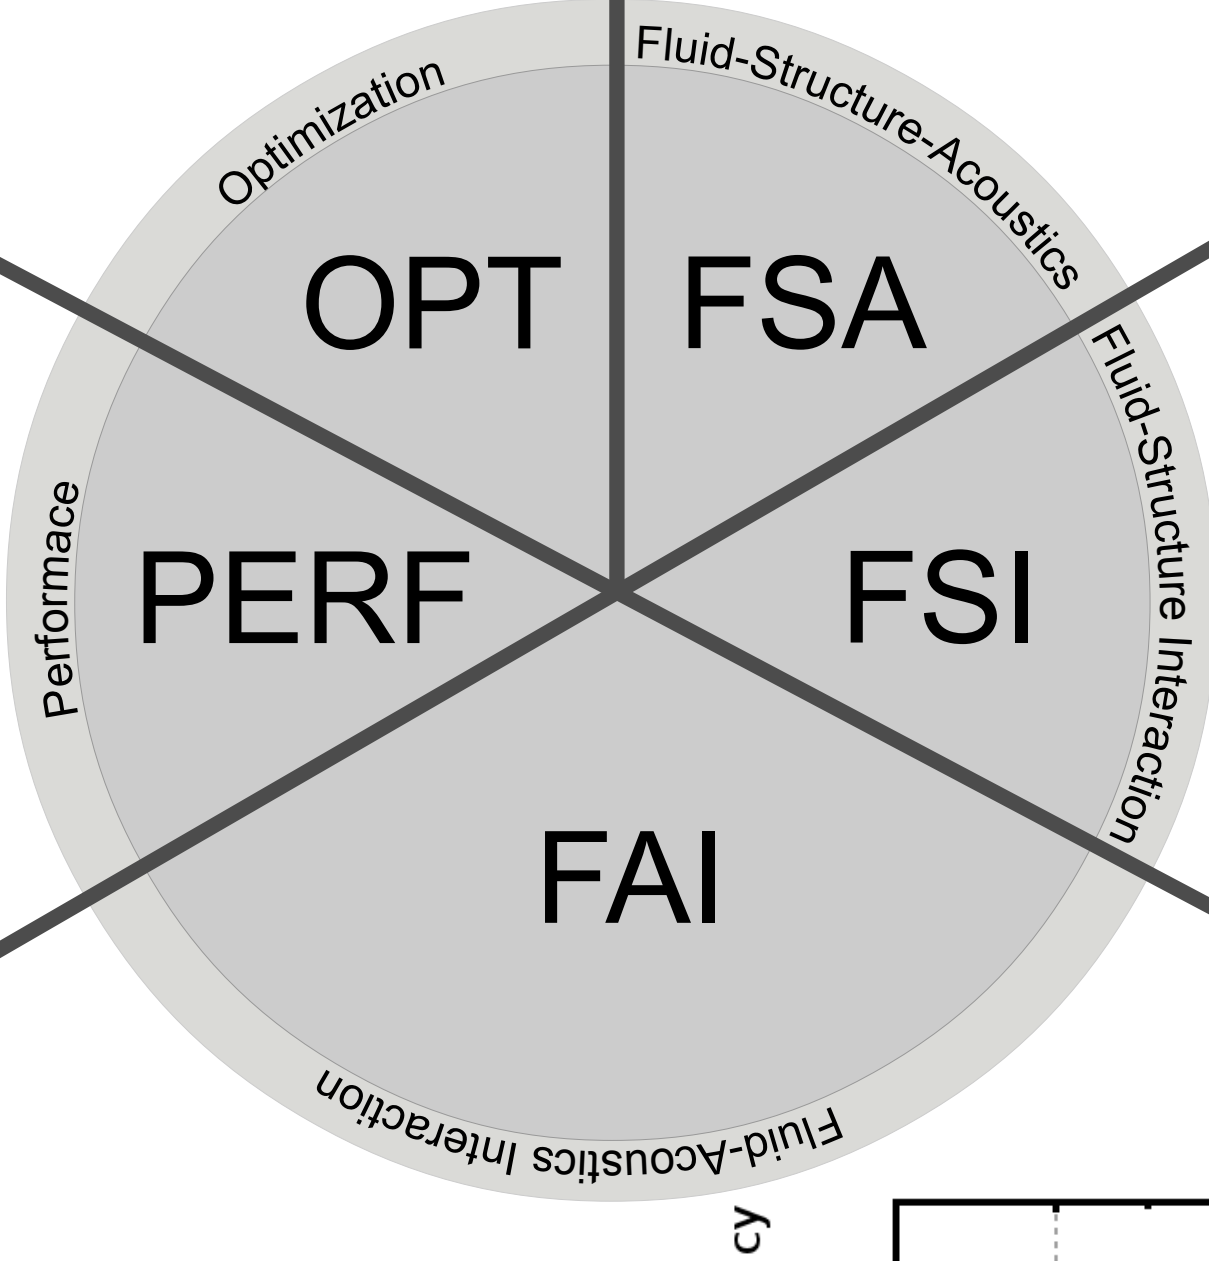 Optimization
Fluid-Structure-Acoustics
OPT
FSA
Fluid-Structure Interaction
Performace
PERF
FSI
FAI
Fluid-Acoustics Interaction
cy